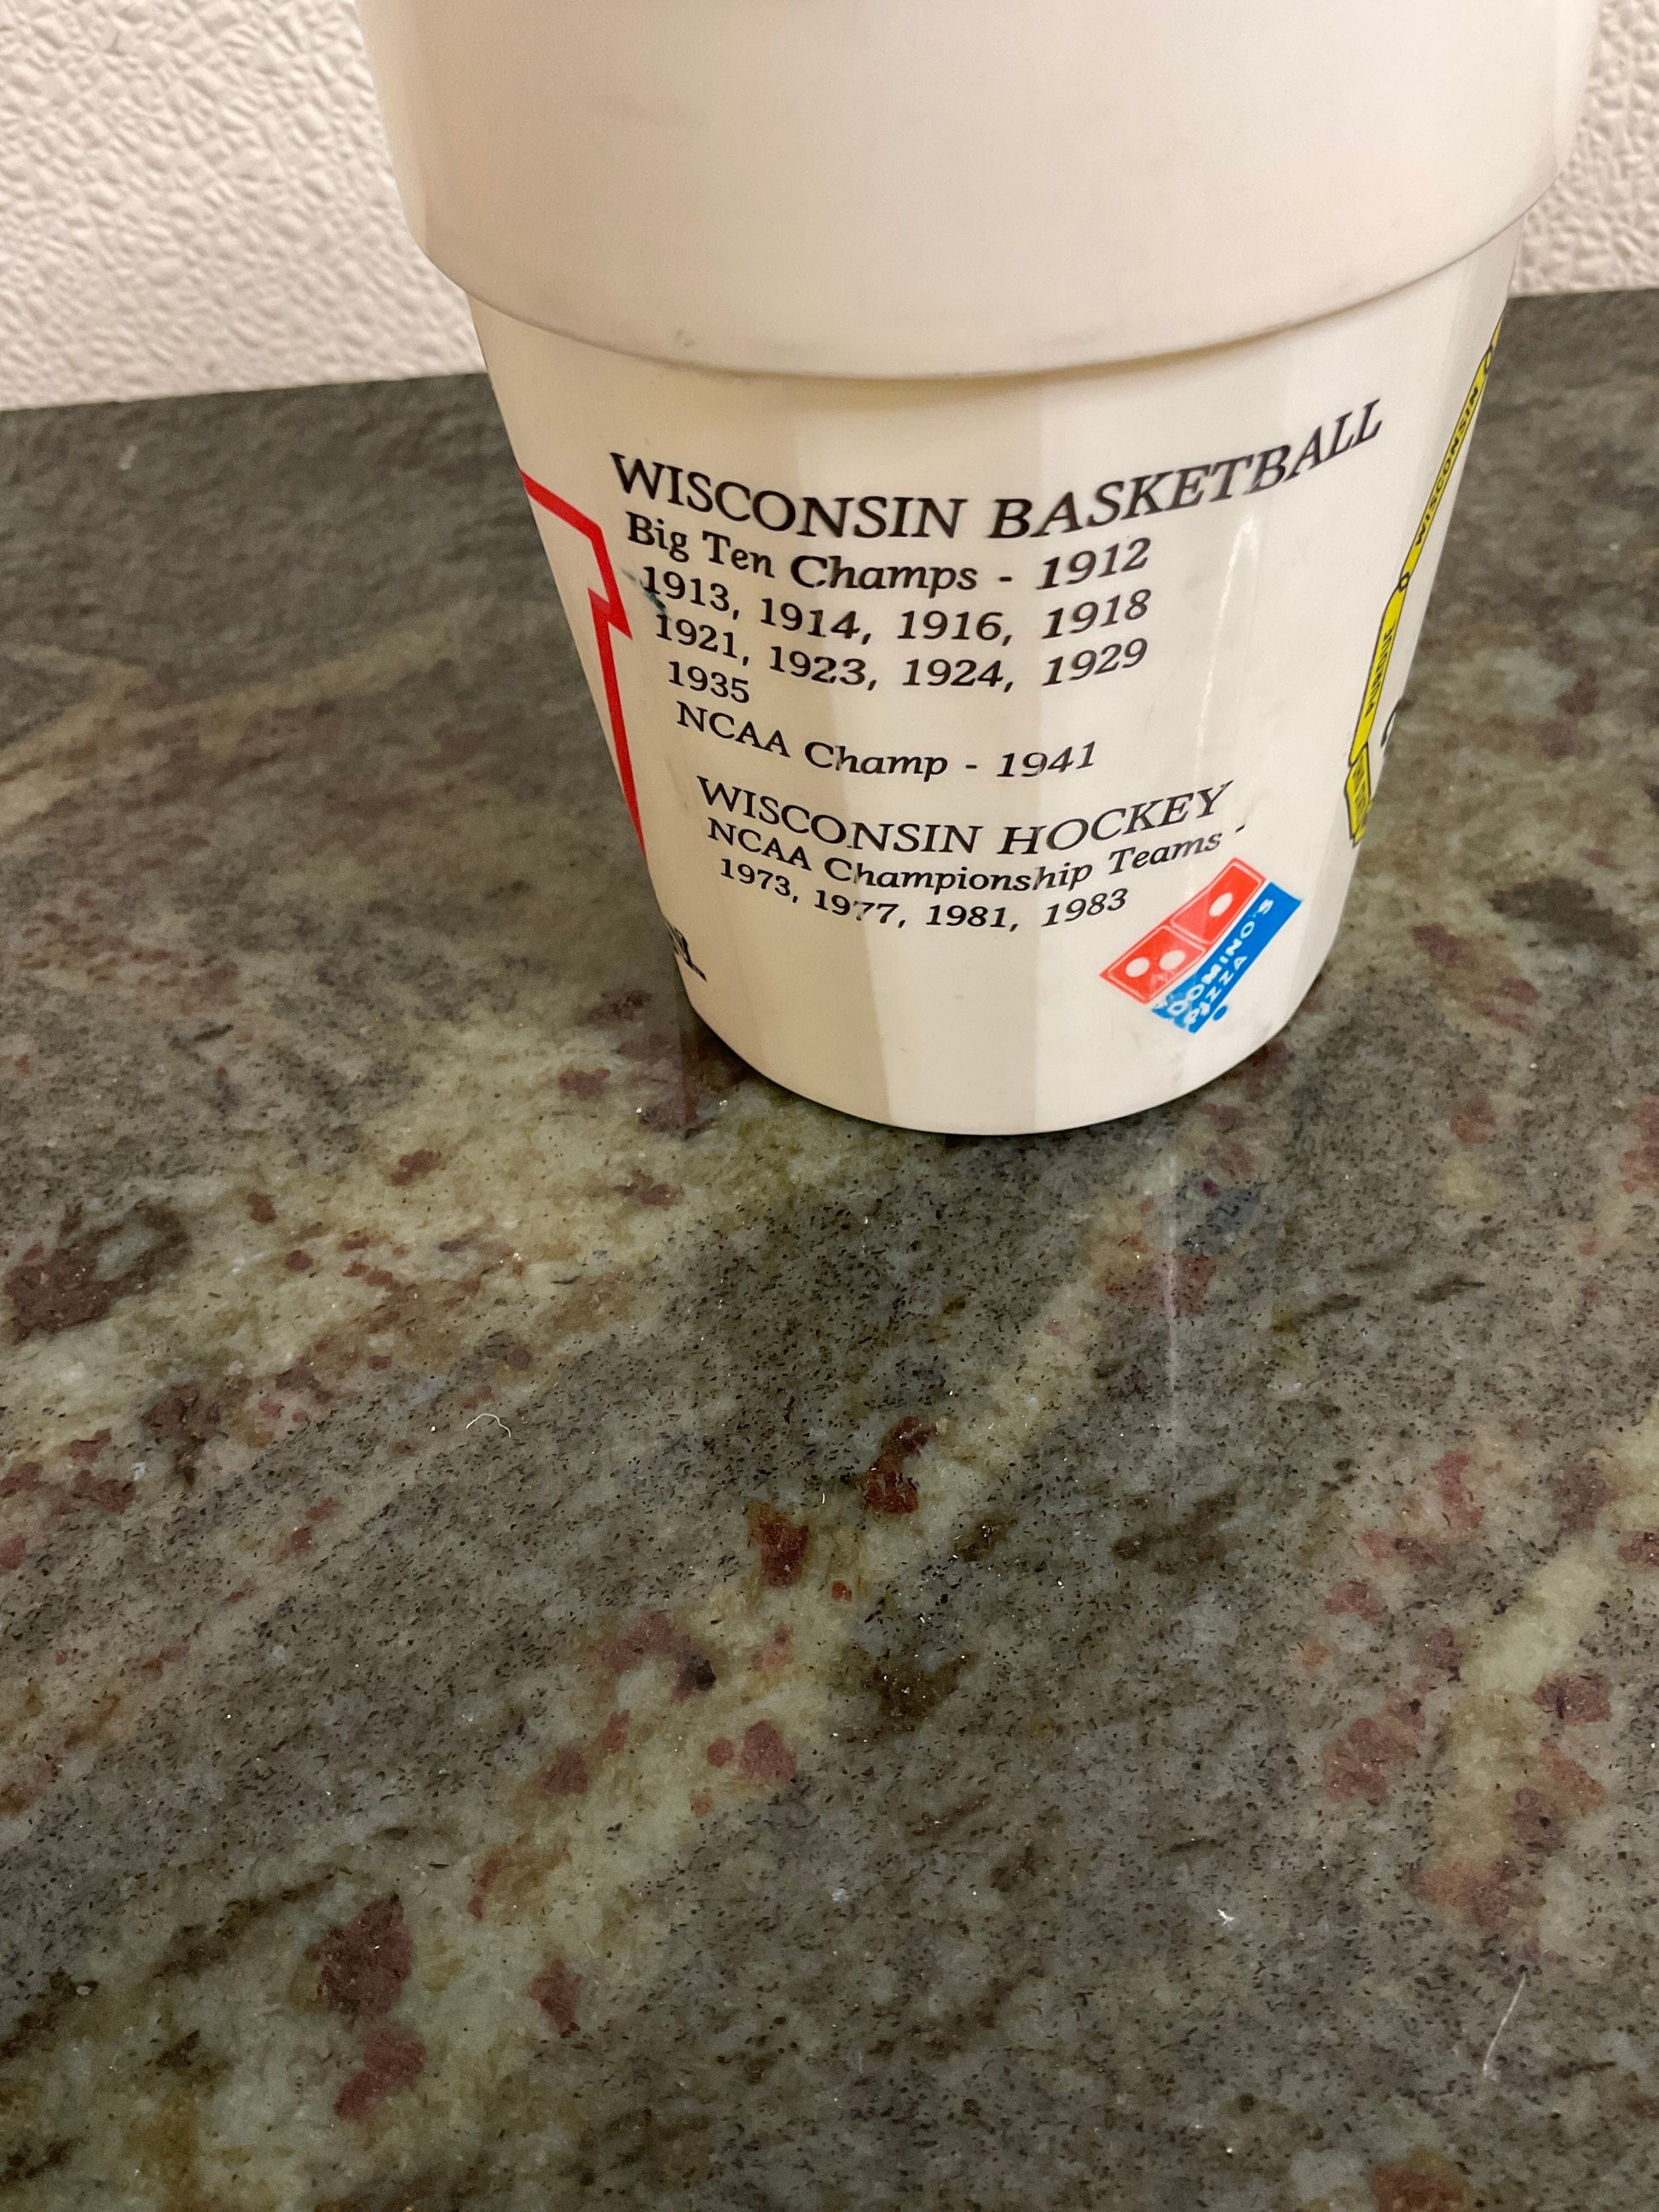 WISCONSIN BASKETBALL
Big Ten Champs - 1912
1913, 1914, 1916, 1918
1921, 1923, 1924, 1929
1935
NCAA Champ - 1941
WISCONSIN HOCKEY
NCAA Championship Teams -
1973, 1977, 1981, 1983
DOMINO'S
PIZZA
WISCONSIN